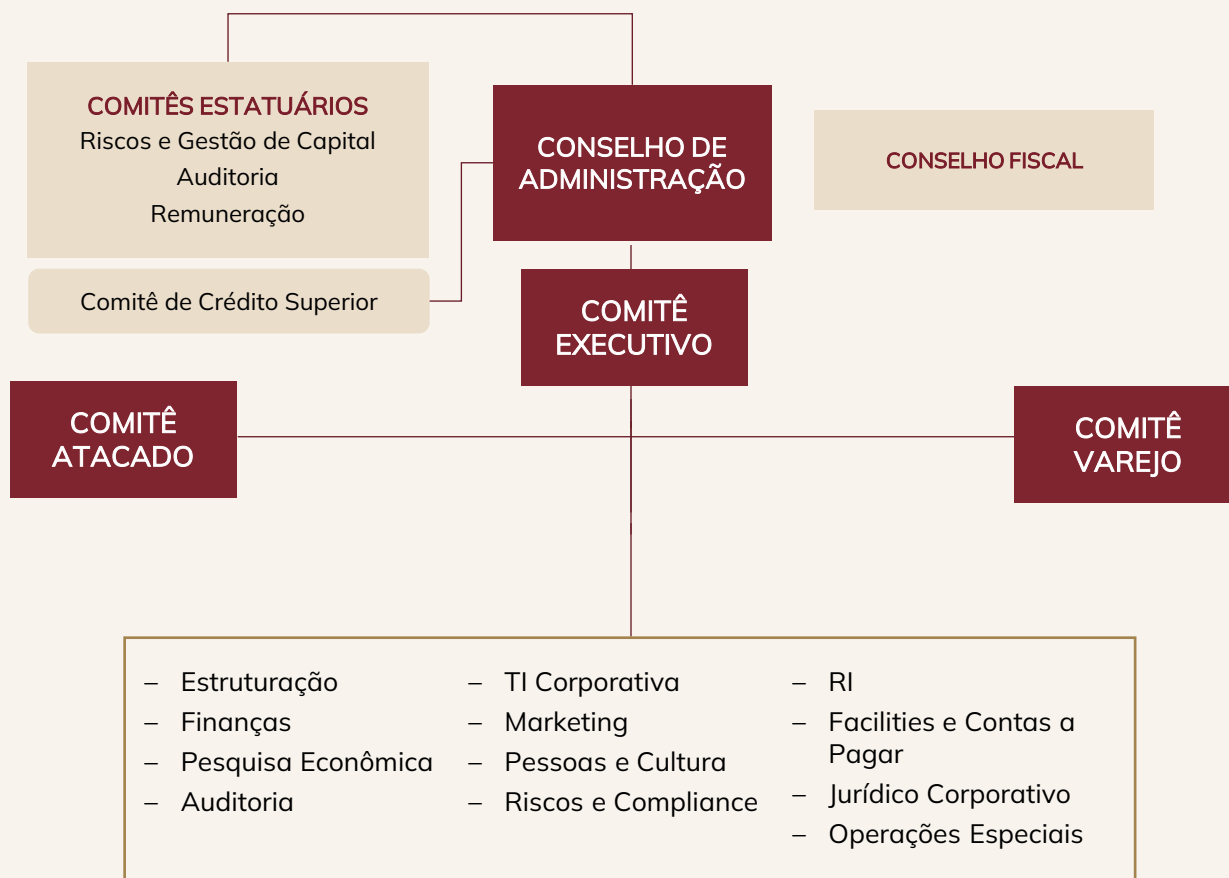 COMITÊS ESTATUÁRIOS
Riscos e Gestão de Capital
Auditoria
Remuneração
Comitê de Crédito Superior
CONSELHO DE
ADMINISTRAÇÃO
CONSELHO FISCAL
COMITÊ
EXECUTIVO
COMITÊ
ATACADO
COMITÊ
VAREJO
– Estruturação
– Finanças
– Pesquisa Econômica
– Auditoria
– TI Corporativa
– Marketing
– Pessoas e Cultura
– Riscos e Compliance
– RI
– Facilities e Contas a
Pagar
– Jurídico Corporativo
– Operações Especiais